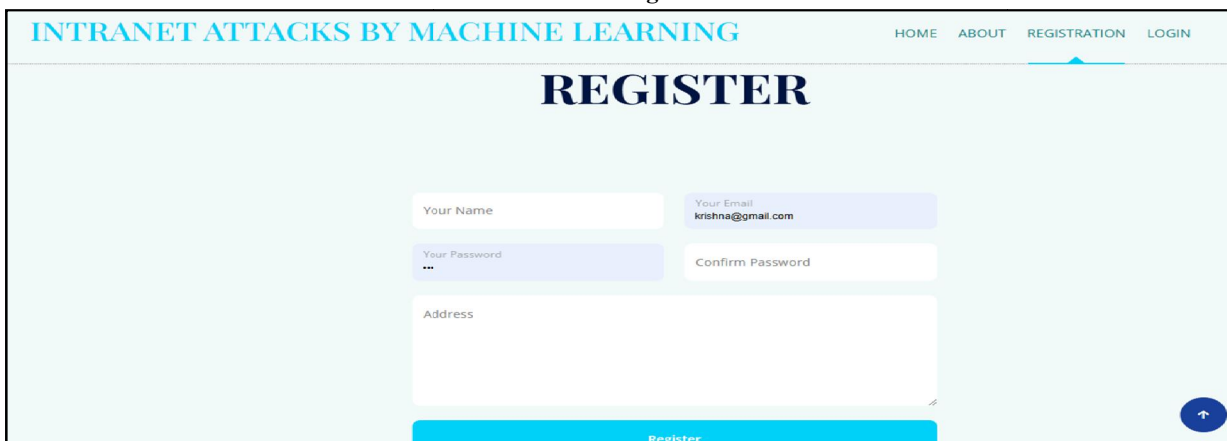 INTRANET ATTACKS BY MACHINE LEARNING
HOME ABOUT REGISTRATION LOGIN
REGISTER
Your Name
Your Email
krishna@gmail.com
Your Password
Confirm Password
Address
Register